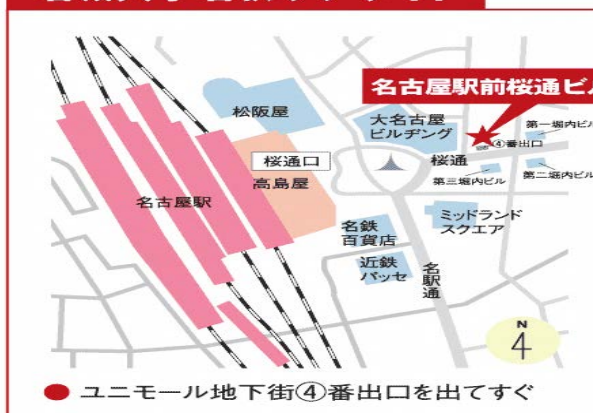 松阪屋
名古屋駅前桜通ビル
大名古屋
ビルヂング
第一堀内ビル
④番出口
桜通口
桜通
高島屋
第三堀内ビル
第二堀内ビル
名古屋駅
名鉄
百貨店
ミッドランド
スクエア
近鉄
パッセ
名駅通
N
4
● ユニモール地下街④番出口を出てすぐ